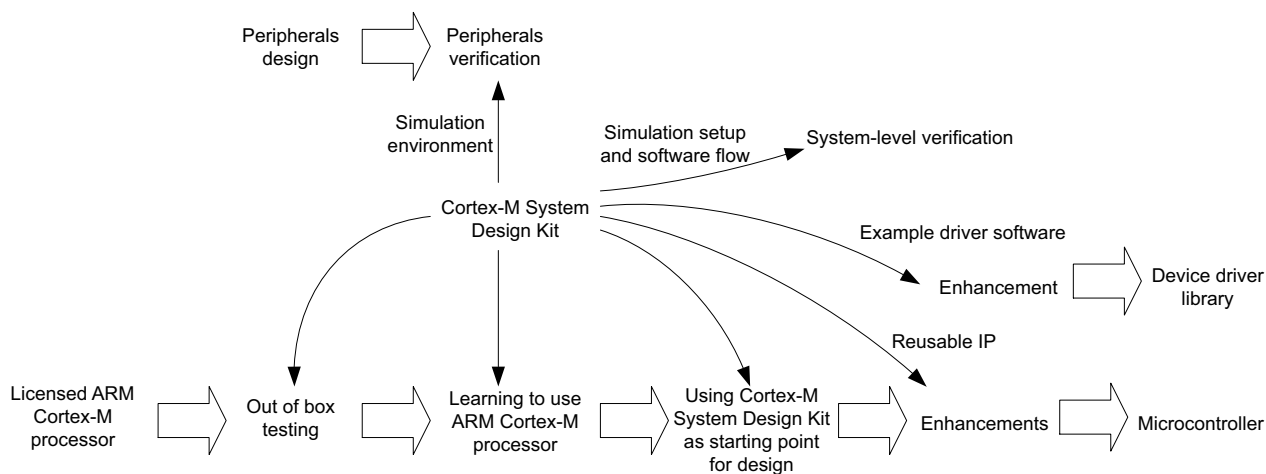 Peripherals
design
Peripherals
verification
Simulation
environment
Simulation setup
and software flow
System-level verification
Cortex-M System
Design Kit
Example driver software
Enhancement
Device driver
library
Reusable IP
Licensed ARM
Cortex-M
processor
Out of box
testing
Learning to use
ARM Cortex-M
processor
Using Cortex-M
System Design Kit
as starting point
for design
Enhancements
Microcontroller